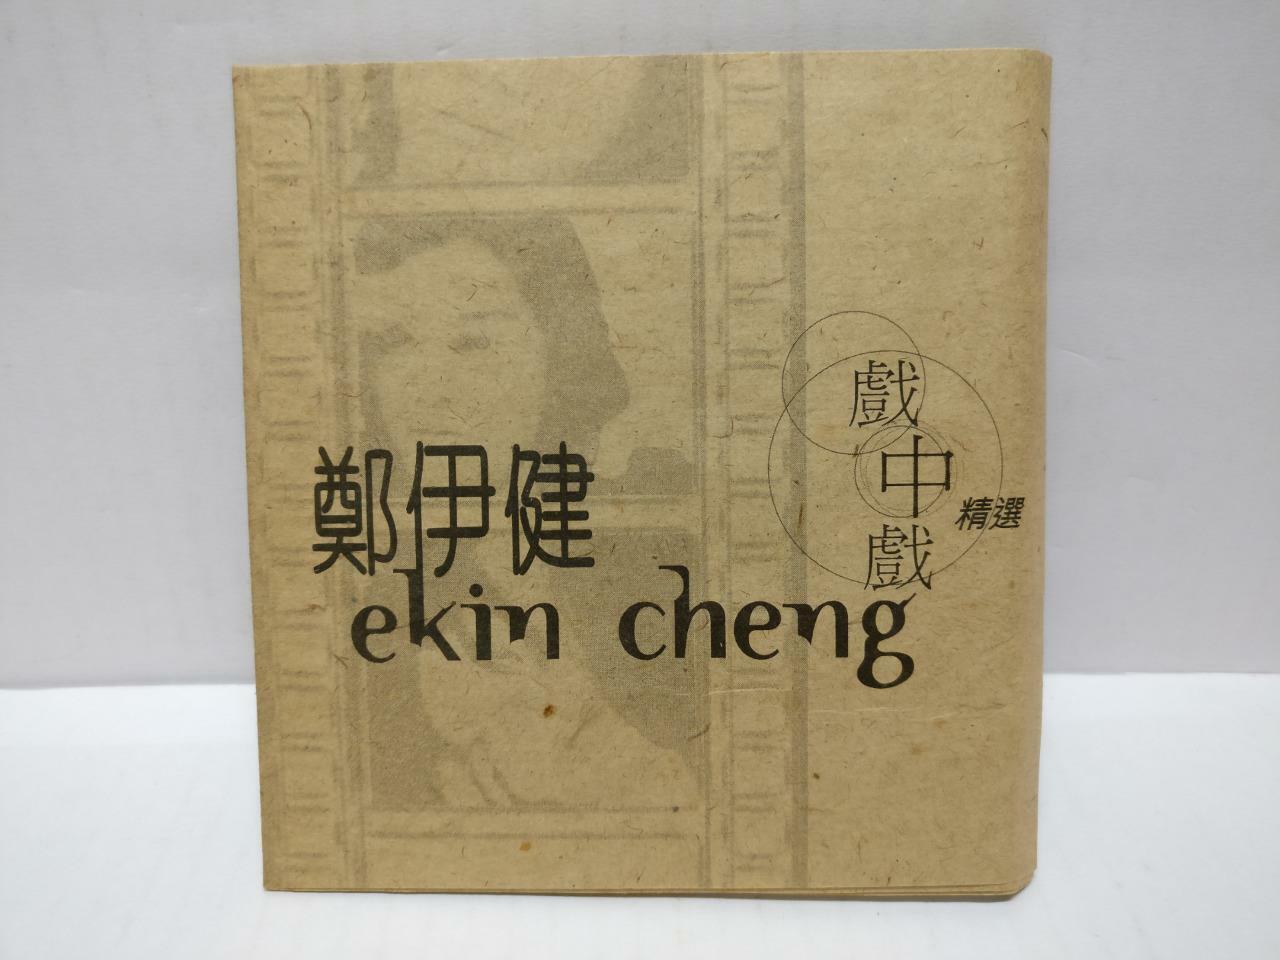 戲中戲
精選
鄭伊健
ekin cheng